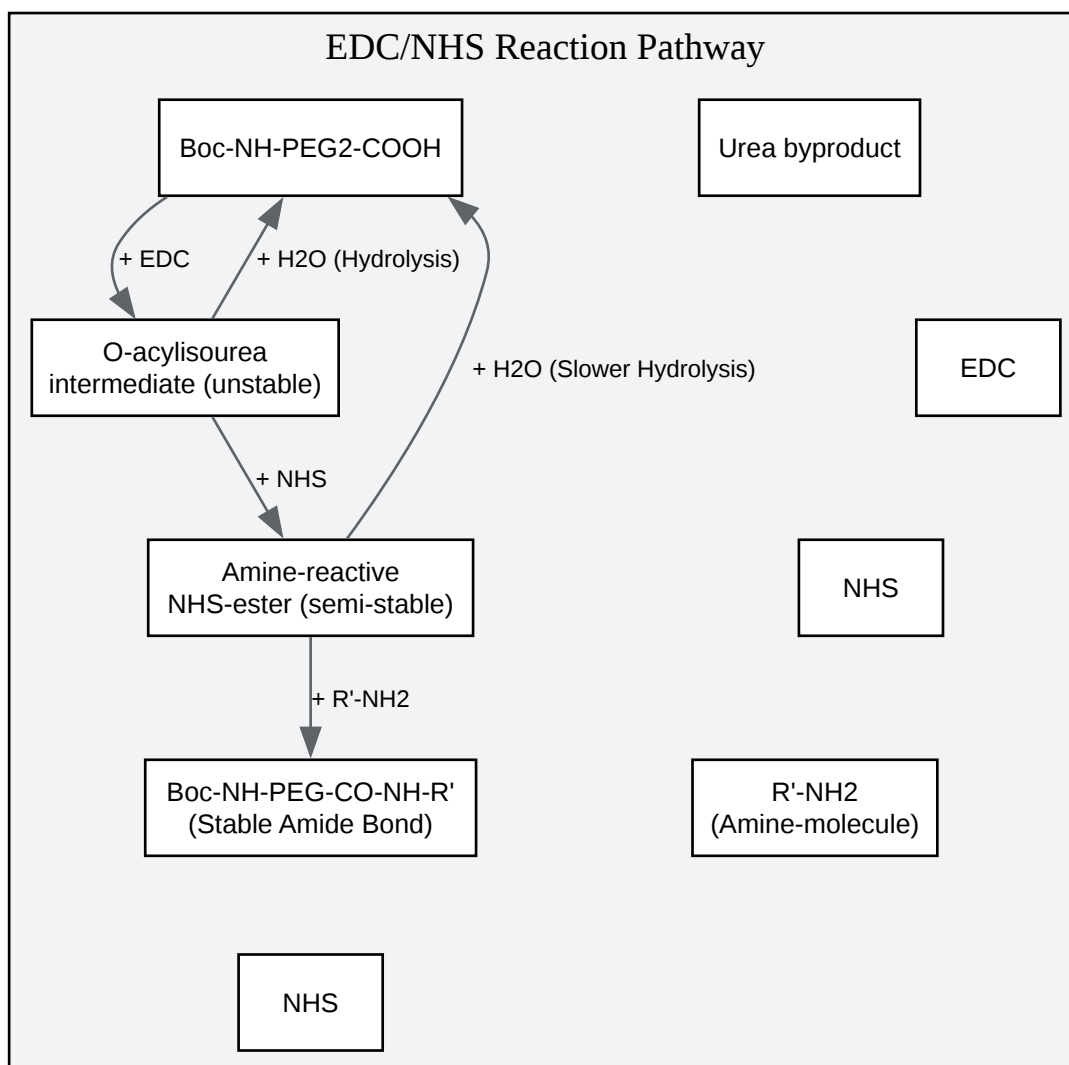 EDC/NHS Reaction Pathway
Boc-NH-PEG2-COOH
Urea byproduct
+ EDC
+ H2O (Hydrolysis)
O-acylisourea
intermediate (unstable)
+ H2O (Slower Hydrolysis)
EDC
+ NHS
Amine-reactive
NHS-ester (semi-stable)
NHS
+ R'-NH2
Boc-NH-PEG-CO-NH-R'
(Stable Amide Bond)
R'-NH2
(Amine-molecule)
NHS